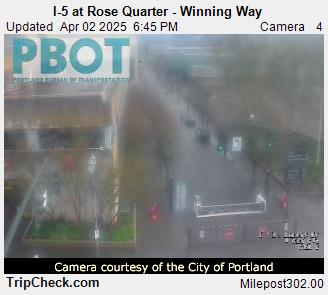 I-5 at Rose Quarter - Winning Way
Updated Apr 02 2025 6:45 PM Camera 4
PBOT
PORTLAND BUREAU OF TRANSPORTATION
Camera courtesy of the City of Portland
TripCheck.com Milepost302.00